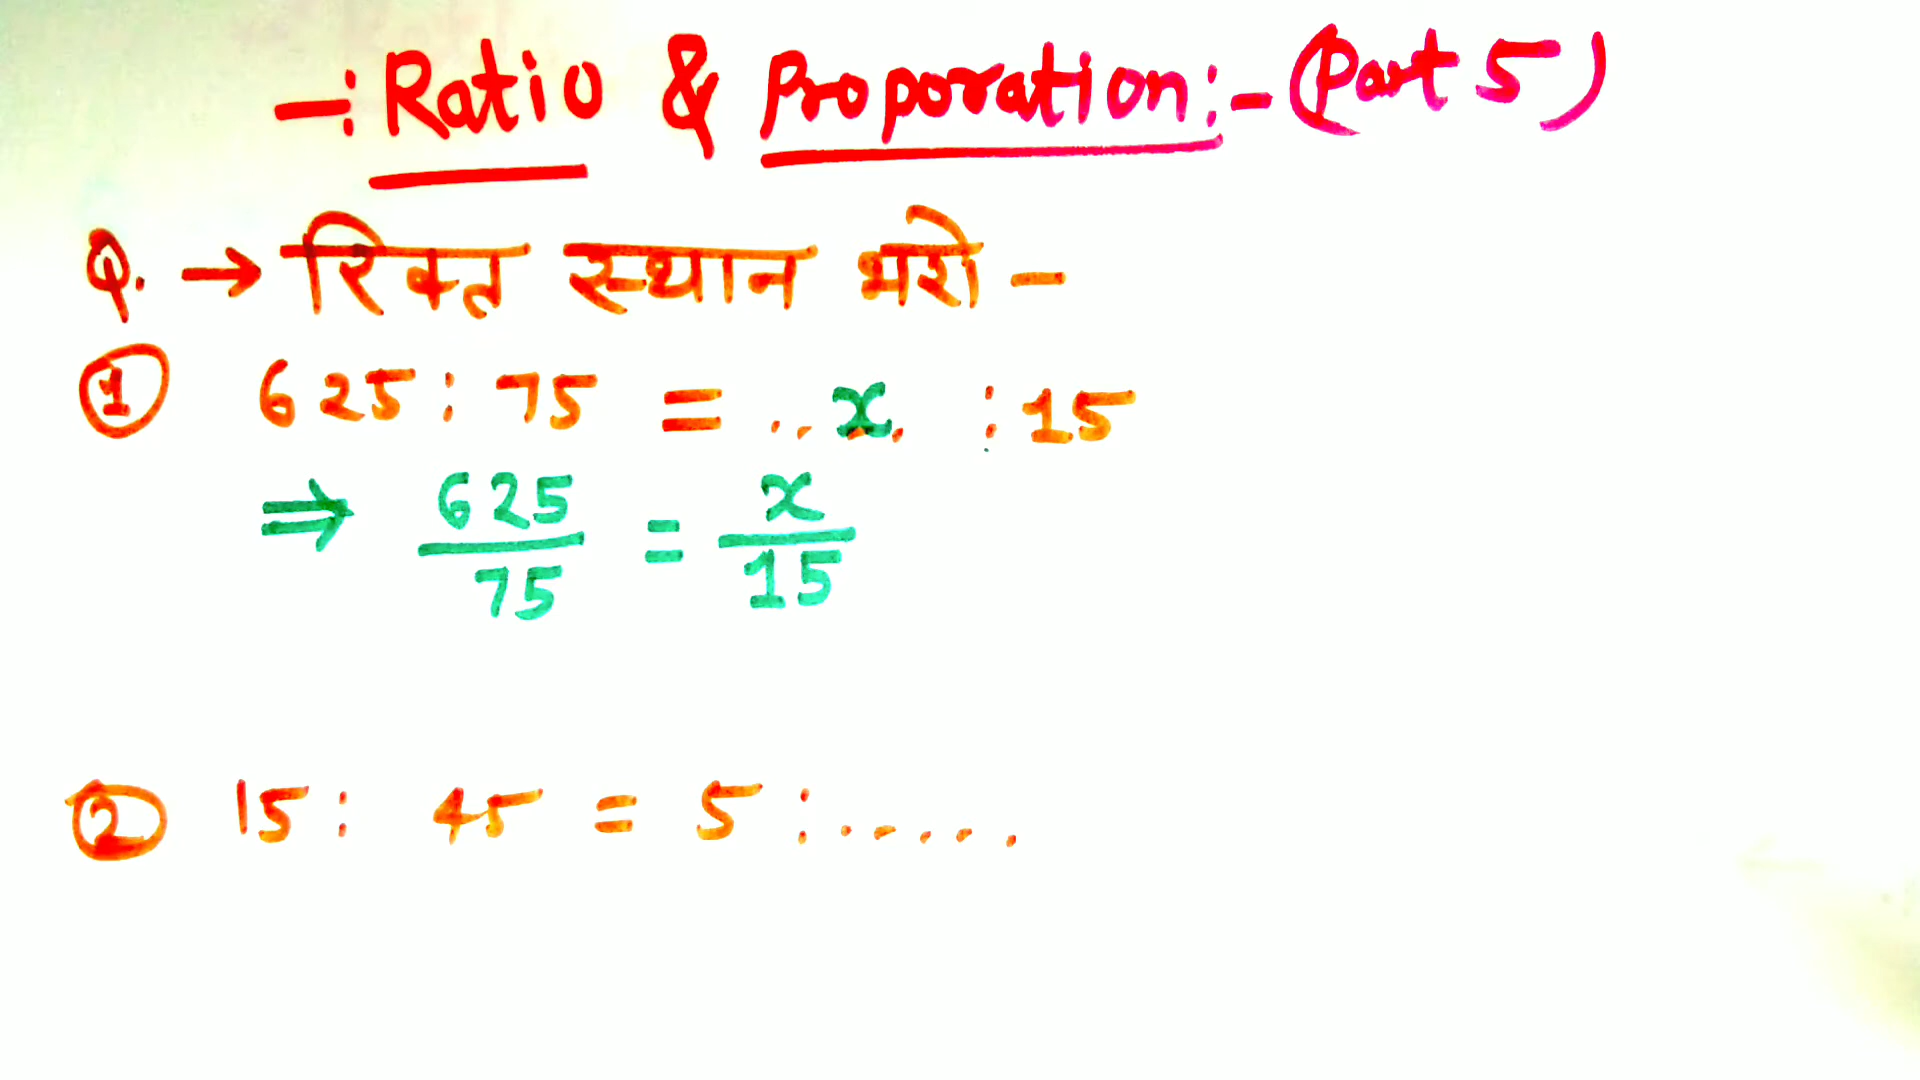 -: Ratio & Proporation:- (Part 5)
Q. → रिक्त स्थान भरो -
① 625 : 75 = .. x . : 15
⇒ 625/75 = x/15
② 15 : 45 = 5 : .....